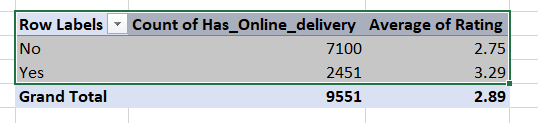 Row Labels Count of Has_Online_delivery Average of Rating
No 7100 2.75
Yes 2451 3.29
Grand Total 9551 2.89